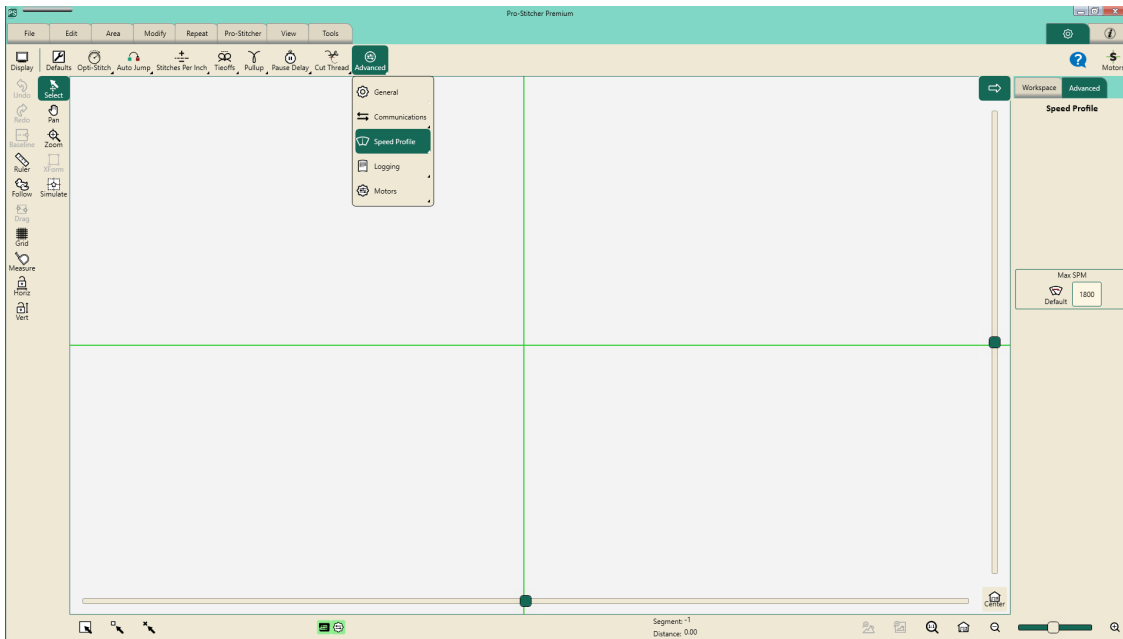 PS
Pro-Stitcher Premium
File Edit Area Modify Repeat Pro-Stitcher View Tools
Display Defaults Opti-Stitch Auto Jump Stitches Per Inch Tieoffs Pullup Pause Delay Cut Thread Advanced Motors
Undo Select
Redo Pan
Baseline Zoom
Ruler XForm
Follow Simulate
Drag
Grid
Measure
Horiz
Vert
General
Communications
Speed Profile
Logging
Motors
Workspace Advanced
Speed Profile
Max SPM
Default 1800
Center
Segment: -1
Distance: 0.00